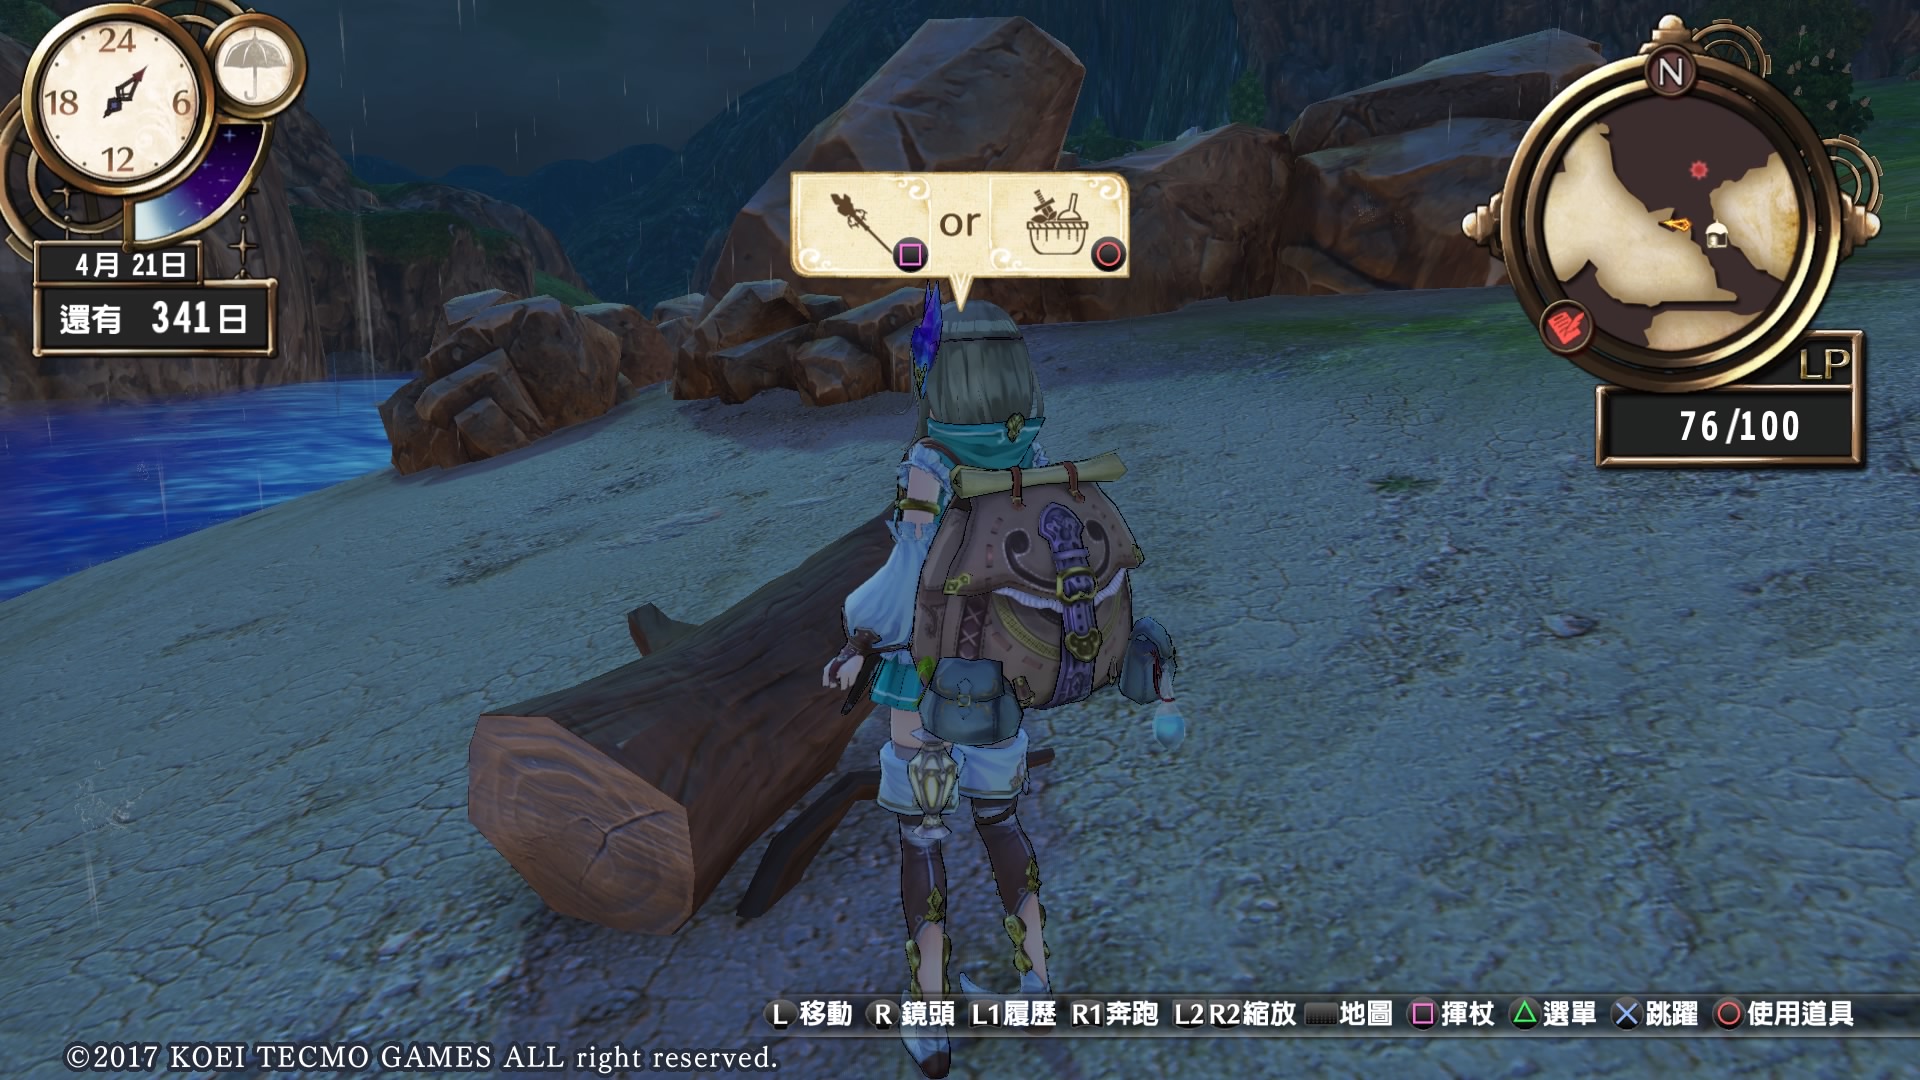 24
18
6
12
4月 21日
還有 341日
or
N
LP
76/100
L 移動 R 鏡頭 L1 履歷 R1 奔跑 L2 R2 縮放 地圖 揮杖 選單 跳躍 使用道具
©2017 KOEI TECMO GAMES ALL right reserved.